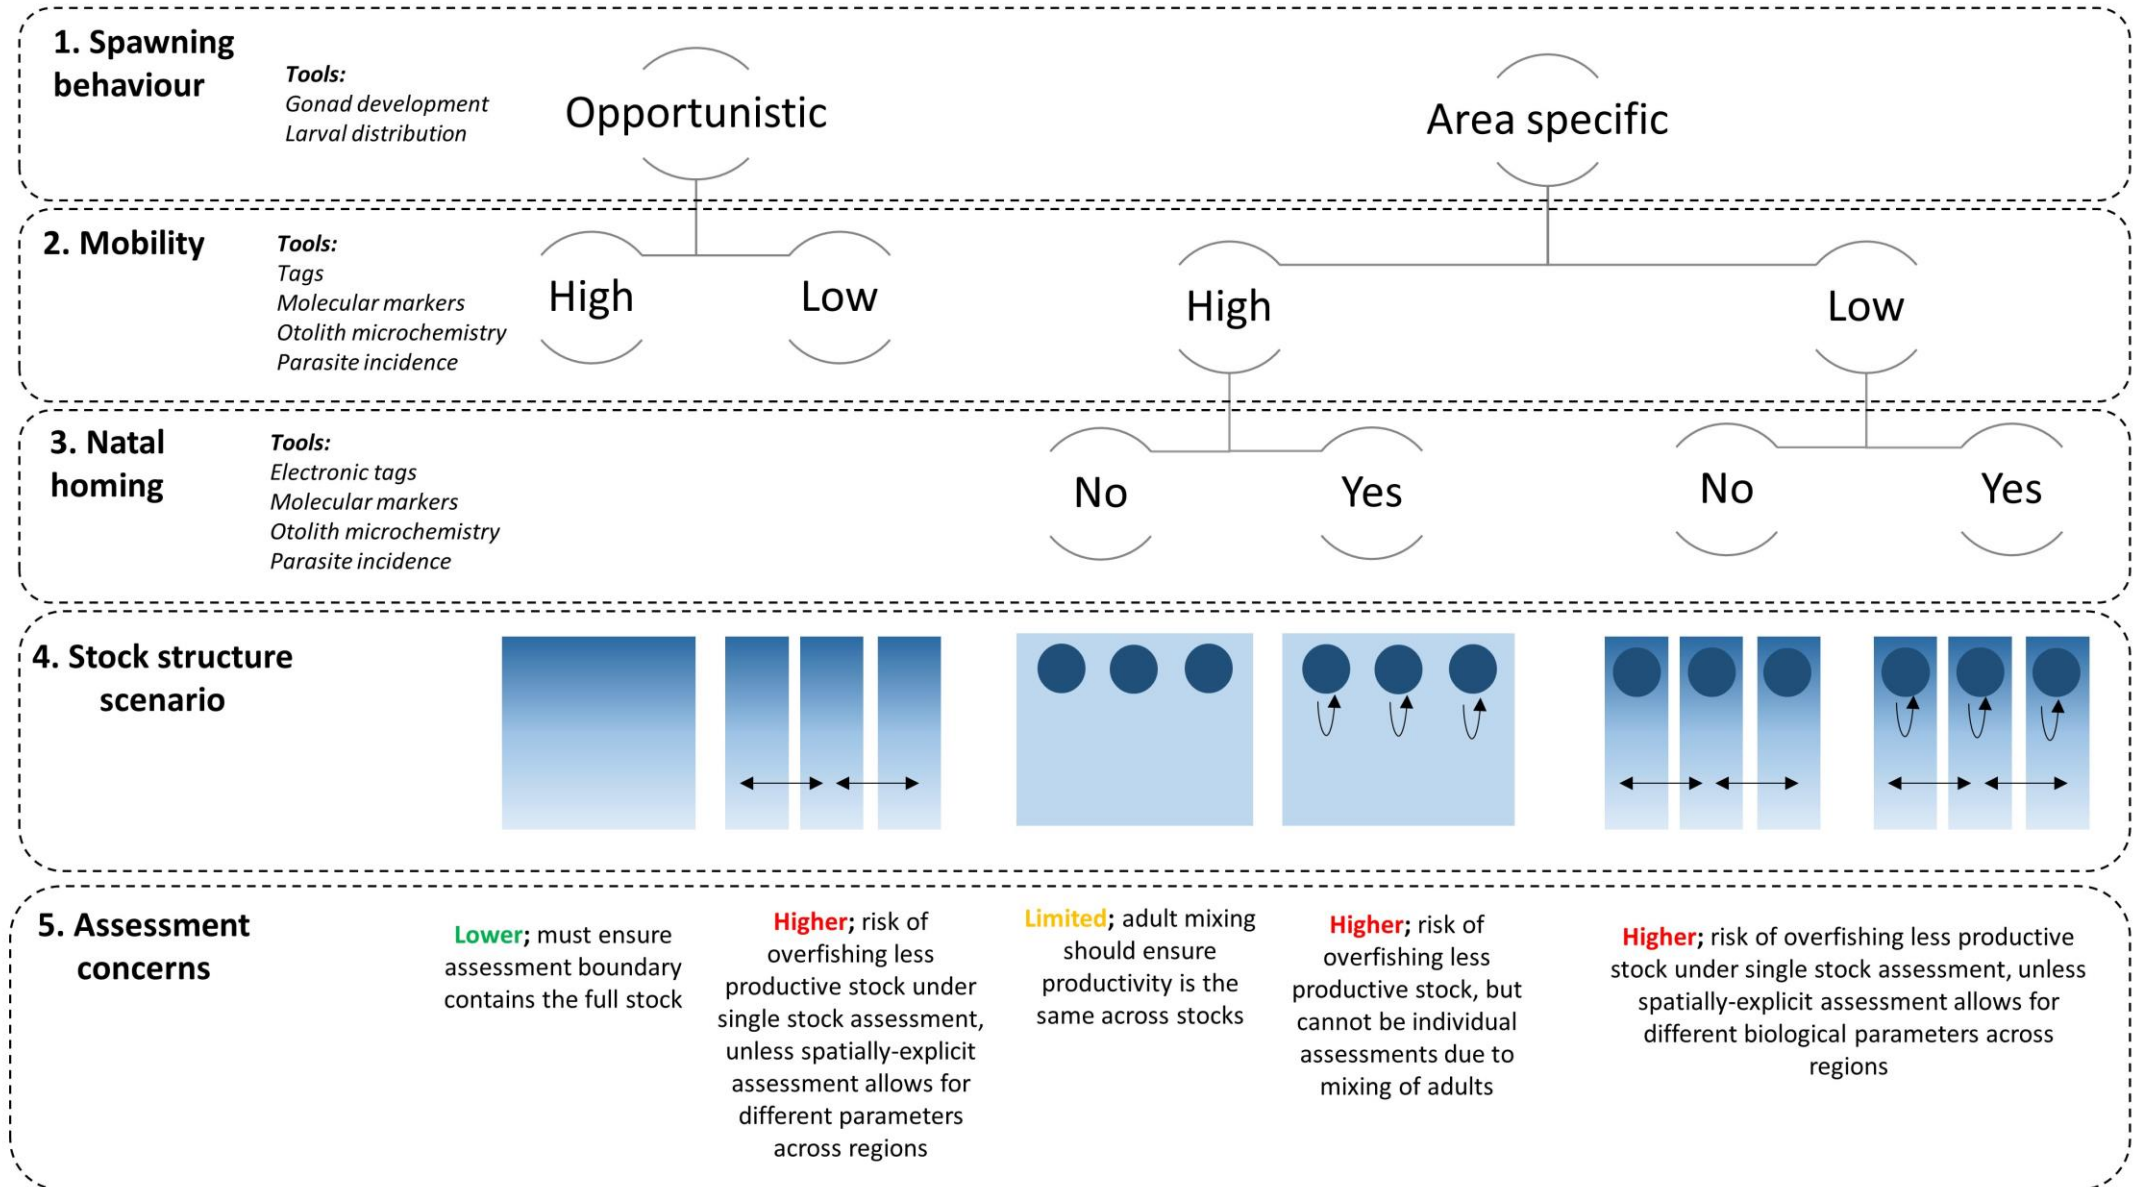 1. Spawning
behaviour
Tools:
Gonad development
Larval distribution
Opportunistic
Area specific
2. Mobility
Tools:
Tags
Molecular markers
Otolith microchemistry
Parasite incidence
High
Low
High
Low
3. Natal
homing
Tools:
Electronic tags
Molecular markers
Otolith microchemistry
Parasite incidence
No
Yes
No
Yes
4. Stock structure
scenario
5. Assessment
concerns
Lower; must ensure
assessment boundary
contains the full stock
Higher; risk of
overfishing less
productive stock under
single stock assessment,
unless spatially-explicit
assessment allows for
different parameters
across regions
Limited; adult mixing
should ensure
productivity is the
same across stocks
Higher; risk of
overfishing less
productive stock, but
cannot be individual
assessments due to
mixing of adults
Higher; risk of overfishing less productive
stock under single stock assessment, unless
spatially-explicit assessment allows for
different biological parameters across
regions